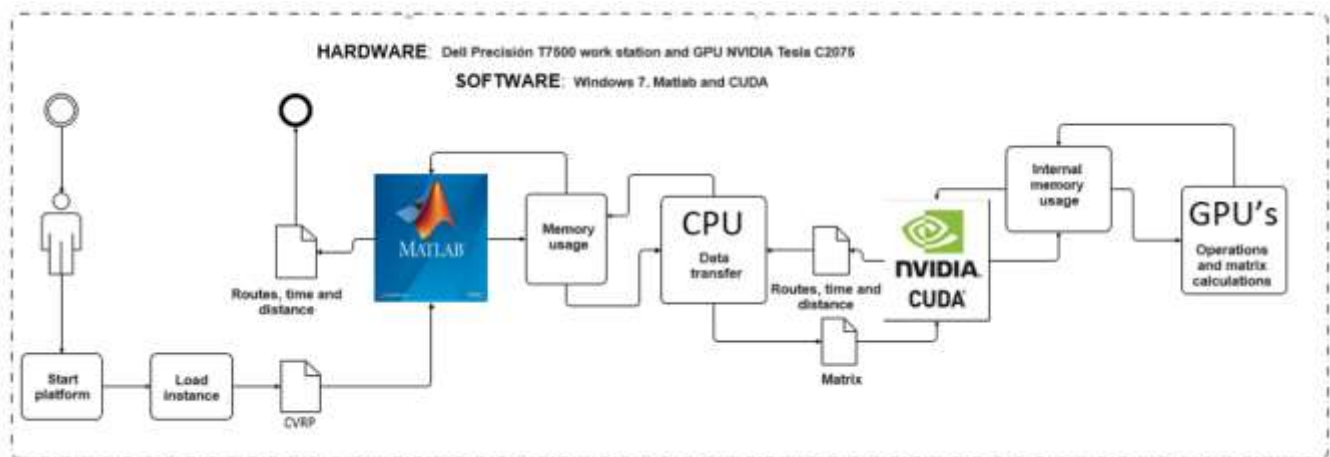 HARDWARE: Dell Precisión T7500 work station and GPU NVIDIA Tesla C2075
SOFTWARE: Windows 7. Matlab and CUDA
MATLAB
Memory
usage
CPU
Data
transfer
Internal
memory
usage
GPU's
Operations
and matrix
calculations
NVIDIA
CUDA
Routes, time and
distance
Routes, time and
distance
Matrix
Start
platform
Load
instance
CVRP